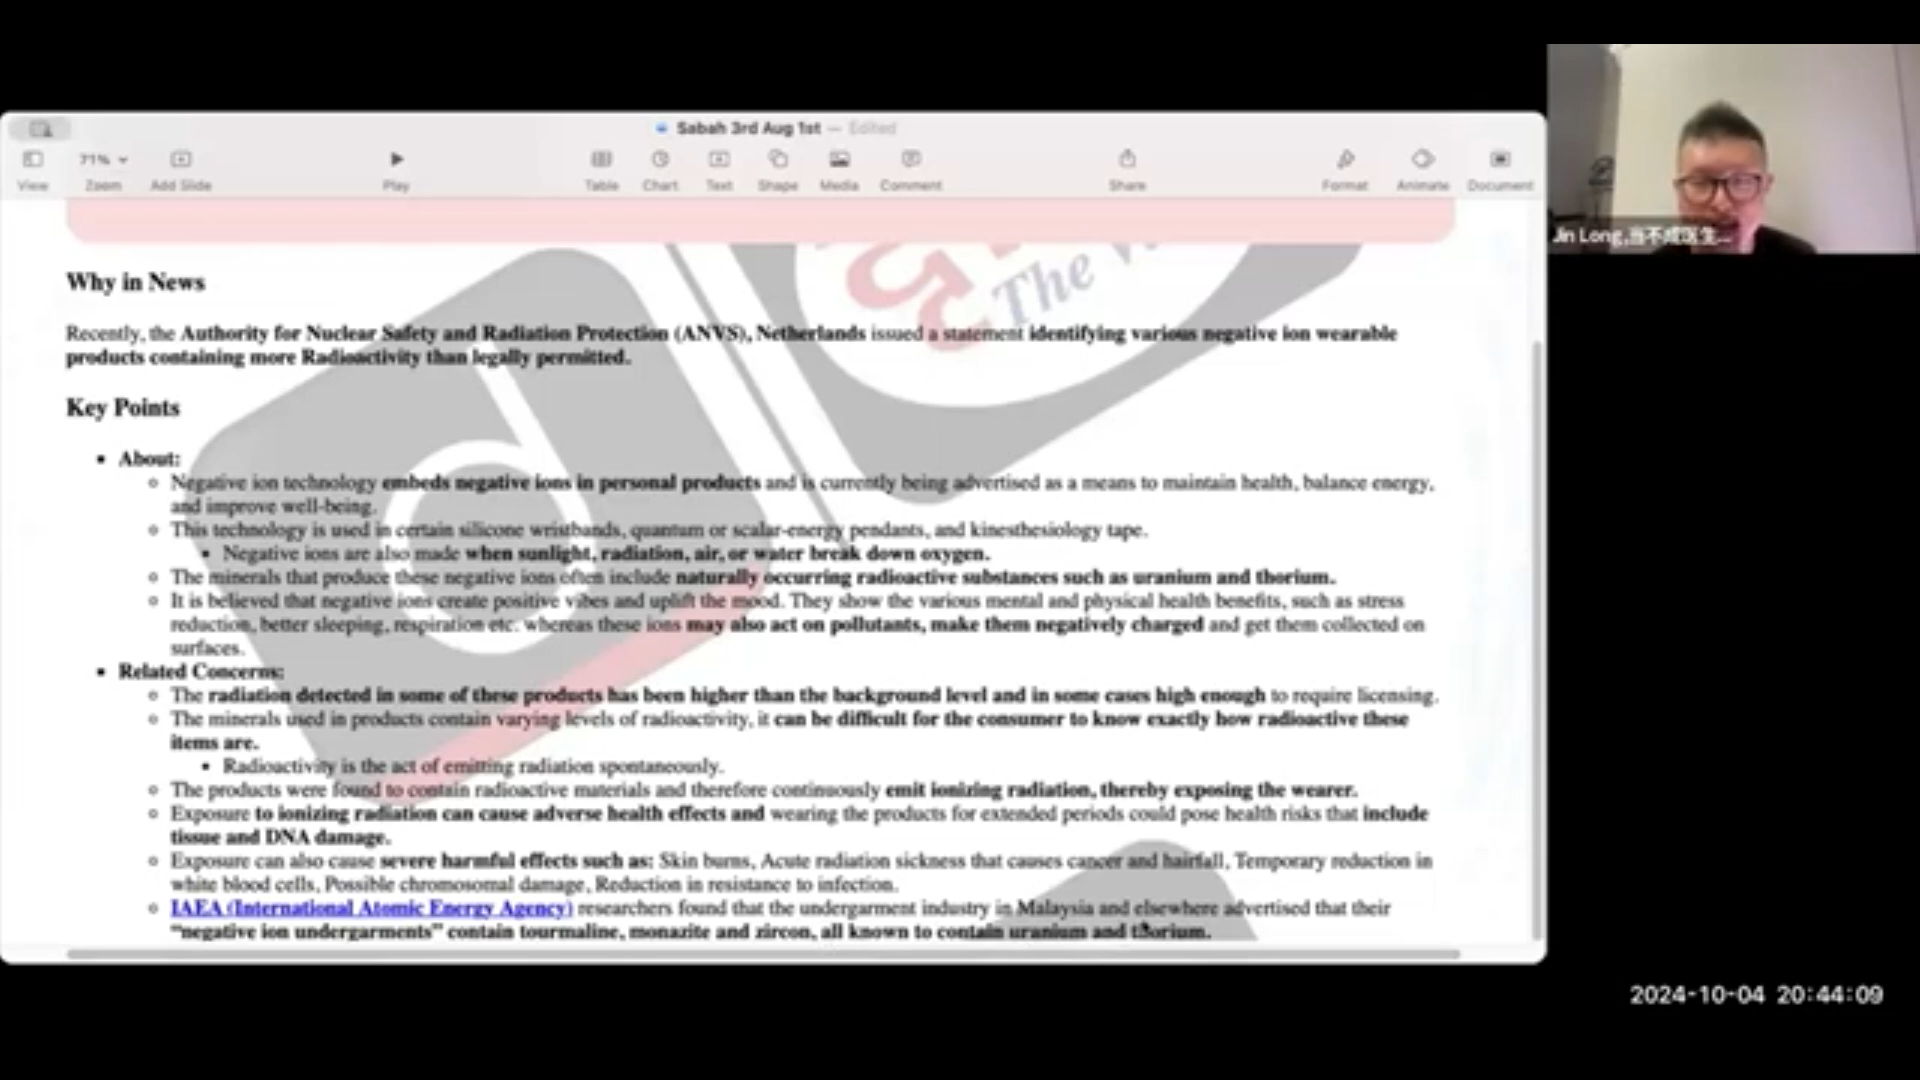 Sabah 3rd Aug 1st — Edited
71%
View
Zoom
Add Slide
Play
Table
Chart
Text
Shape
Media
Comment
Share
Format
Animate
Document
The
Why in News
Recently, the Authority for Nuclear Safety and Radiation Protection (ANVS), Netherlands issued a statement identifying various negative ion wearable
products containing more Radioactivity than legally permitted.
Key Points
About:
Negative ion technology embeds negative ions in personal products and is currently being advertised as a means to maintain health, balance energy,
and improve well-being.
This technology is used in certain silicone wristbands, quantum or scalar-energy pendants, and kinesthesiology tape.
Negative ions are also made when sunlight, radiation, air, or water break down oxygen.
The minerals that produce these negative ions often include naturally occurring radioactive substances such as uranium and thorium.
It is believed that negative ions create positive vibes and uplift the mood. They show the various mental and physical health benefits, such as stress
reduction, better sleeping, respiration etc. whereas these ions may also act on pollutants, make them negatively charged and get them collected on
surfaces.
Related Concerns:
The radiation detected in some of these products has been higher than the background level and in some cases high enough to require licensing.
The minerals used in products contain varying levels of radioactivity, it can be difficult for the consumer to know exactly how radioactive these
items are.
Radioactivity is the act of emitting radiation spontaneously.
The products were found to contain radioactive materials and therefore continuously emit ionizing radiation, thereby exposing the wearer.
Exposure to ionizing radiation can cause adverse health effects and wearing the products for extended periods could pose health risks that include
tissue and DNA damage.
Exposure can also cause severe harmful effects such as: Skin burns, Acute radiation sickness that causes cancer and hairfall, Temporary reduction in
white blood cells, Possible chromosomal damage, Reduction in resistance to infection.
IAEA (International Atomic Energy Agency) researchers found that the undergarment industry in Malaysia and elsewhere advertised that their
“negative ion undergarments” contain tourmaline, monazite and zircon, all known to contain uranium and thorium.
Jin Long,当不成医生...
2024-10-04 20:44:09